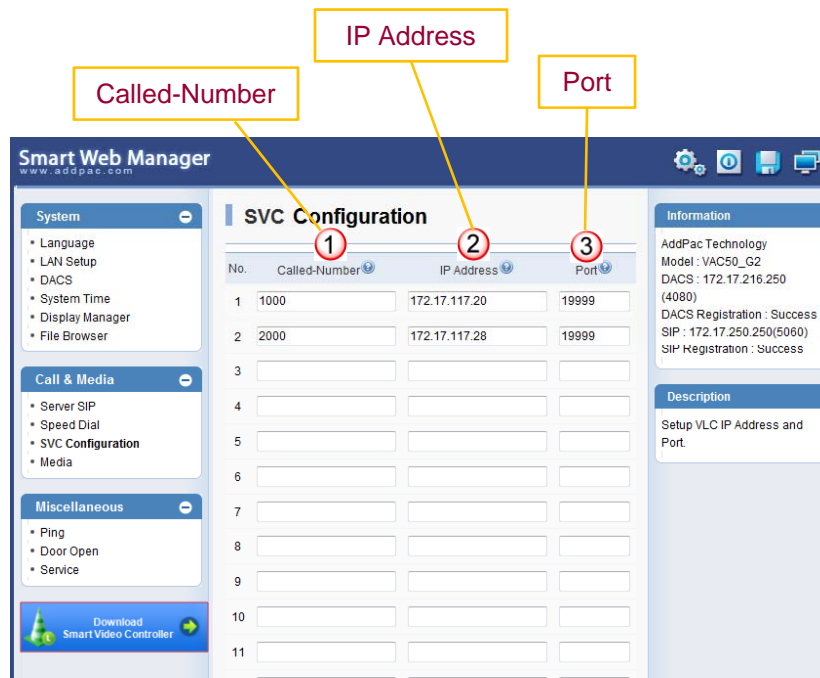 IP Address
Called-Number
Port
Smart Web Manager
www.addpac.com
System
Language
LAN Setup
DACS
System Time
Display Manager
File Browser
Call & Media
Server SIP
Speed Dial
SVC Configuration
Media
Miscellaneous
Ping
Door Open
Service
Download
Smart Video Controller
SVC Configuration
1 2 3
No. Called-Number IP Address Port
1 1000 172.17.117.20 19999
2 2000 172.17.117.28 19999
3
4
5
6
7
8
9
10
11
Information
AddPac Technology
Model : VAC50_G2
DACS : 172.17.216.250
(4080)
DACS Registration : Success
SIP : 172.17.250.250(5060)
SIP Registration : Success
Description
Setup VLC IP Address and
Port.